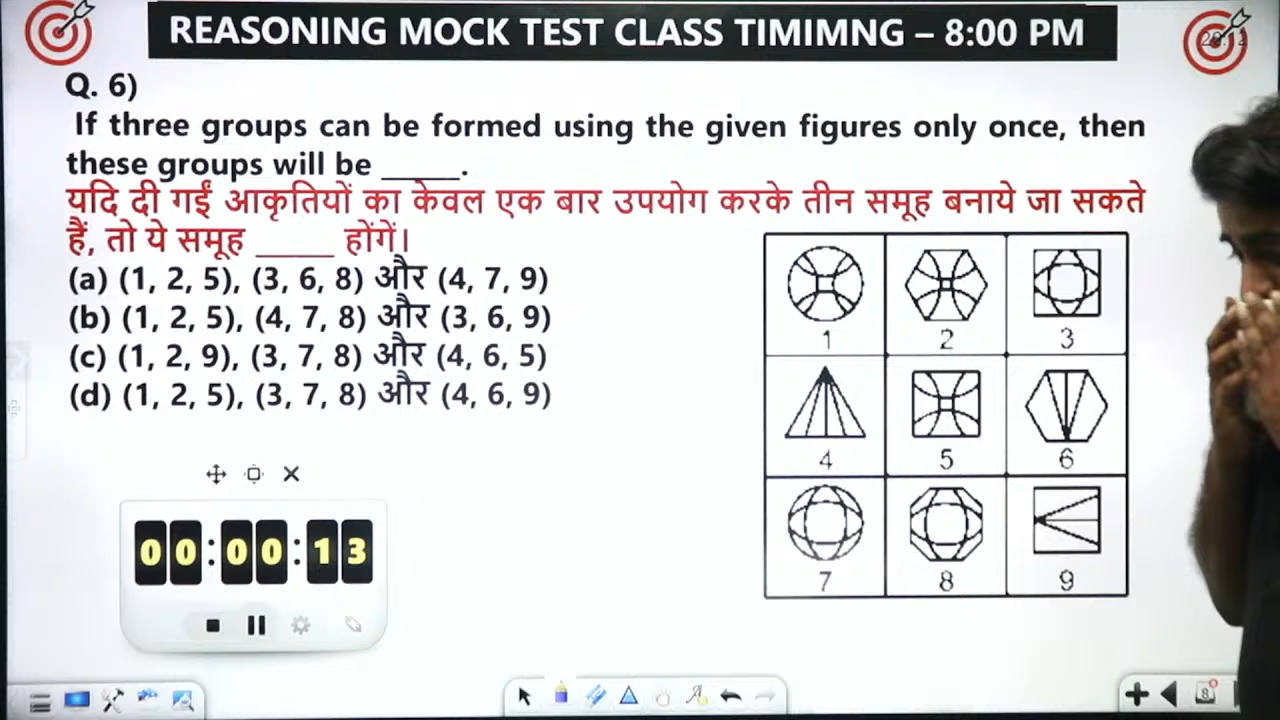 REASONING MOCK TEST CLASS TIMIMNG – 8:00 PM
Q. 6)
If three groups can be formed using the given figures only once, then
these groups will be _____.
यदि दी गईं आकृतियों का केवल एक बार उपयोग करके तीन समूह बनाये जा सकते
हैं, तो ये समूह _____ होंगें।
(a) (1, 2, 5), (3, 6, 8) और (4, 7, 9)
(b) (1, 2, 5), (4, 7, 8) और (3, 6, 9)
(c) (1, 2, 9), (3, 7, 8) और (4, 6, 5)
(d) (1, 2, 5), (3, 7, 8) और (4, 6, 9)
1 2 3
4 5 6
7 8 9
00:00:13
8